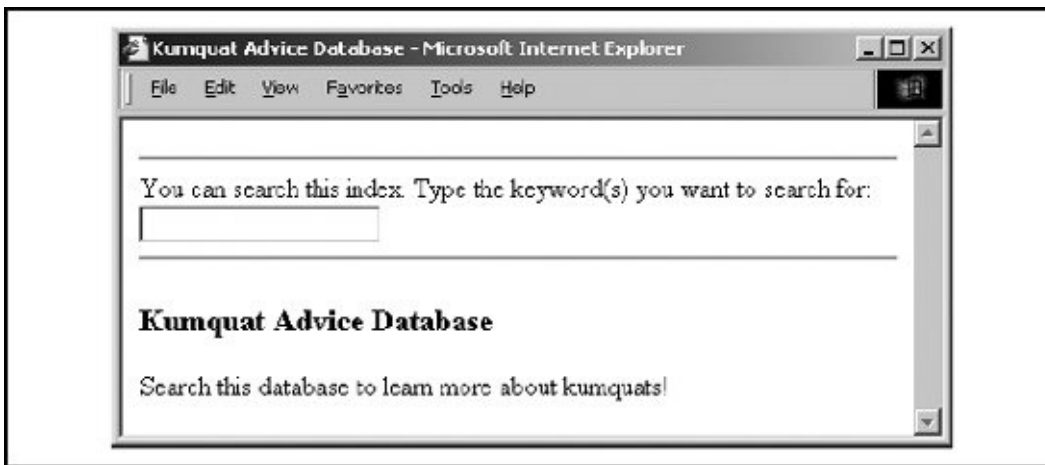 Kumquat Advice Database - Microsoft Internet Explorer
File Edit View Favorites Tools Help
You can search this index. Type the keyword(s) you want to search for:
Kumquat Advice Database
Search this database to learn more about kumquats!